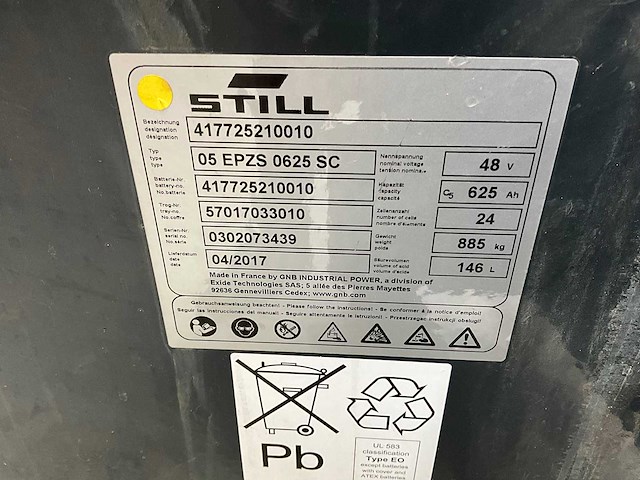 STILL
Bezeichnung
designation
désignation
417725210010
Typ
type
type
05 EPZS 0625 SC
Nennspannung
nominal voltage
tension nomin.
48 V
Batterie-Nr.
battery-no.
No.batterie
417725210010
Kapazität
capacity
capacité
C5 625 Ah
Trog-Nr.
tray-no.
No.coffre
57017033010
Zellenanzahl
number of cells
nombre d'éléments
24
Serien-Nr.
serial no.
No.série
0302073439
Gewicht
weight
poids
885 kg
Lieferdatum
date
date
04/2017
Säurevolumen
volume of acid
volume d'acide
146 L
Made in France by GNB INDUSTRIAL POWER, a division of
Exide Technologies SAS; 5 allée des Pierres Mayettes
92636 Gennevilliers Cedex; www.gnb.com
Gebrauchsanweisung beachten! - Please follow the instruction! - Se conformer à la notice d'emploi!
Seguir las instrucciones del manual! - Seguire attentamente le istruzioni! - Przestrzegac instrukcji obslugi!
Pb
UL 583
classification
Type EO
except batteries
with cover and
ATEX batteries